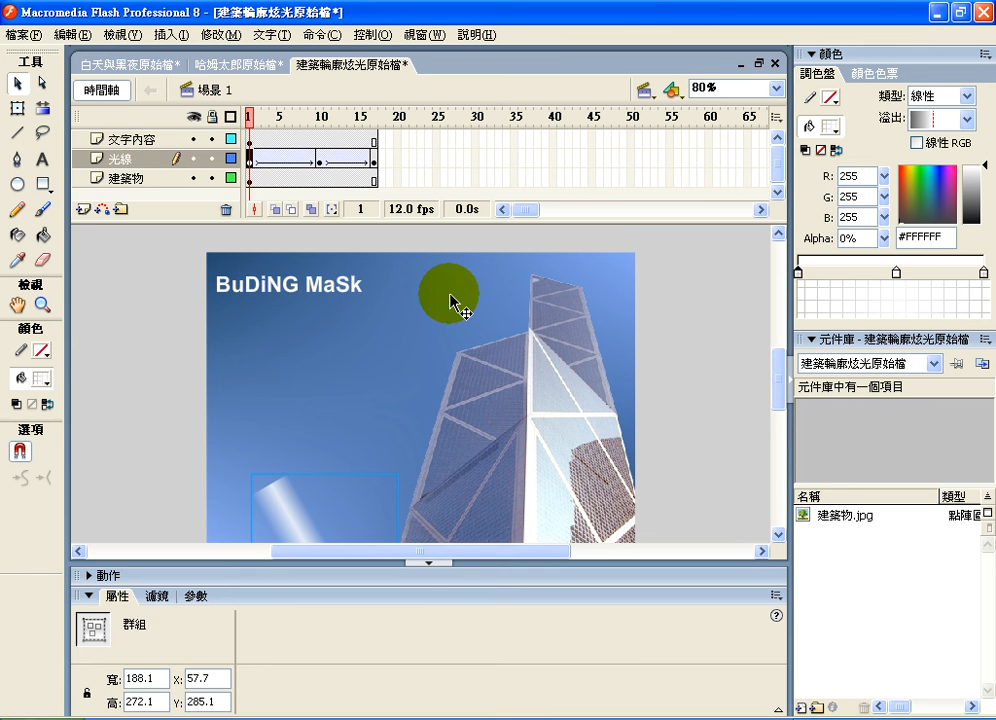 Macromedia Flash Professional 8 - [建築輪廓炫光原始檔*]
檔案(F) 編輯(E) 檢視(V) 插入(I) 修改(M) 文字(T) 命令(C) 控制(O) 視窗(W) 說明(H)
工具
白天與黑夜原始檔* 哈姆太郎原始檔* 建築輪廓炫光原始檔*
時間軸 場景 1 80%
1 5 10 15 20 25 30 35 40 45 50 55 60 65
文字內容
光線
建築物
1 12.0 fps 0.0s
檢視
顏色
選項
BuDiNG MaSk
動作
屬性 濾鏡 參數
群組
寬: 188.1 X: 57.7
高: 272.1 Y: 285.1
顏色
調色盤 顏色色票
類型: 線性
溢出:
線性 RGB
R: 255
G: 255
B: 255
Alpha: 0% #FFFFFF
元件庫 - 建築輪廓炫光原始檔
建築輪廓炫光原始檔
元件庫中有一個項目
名稱 類型
建築物.jpg 點陣圖